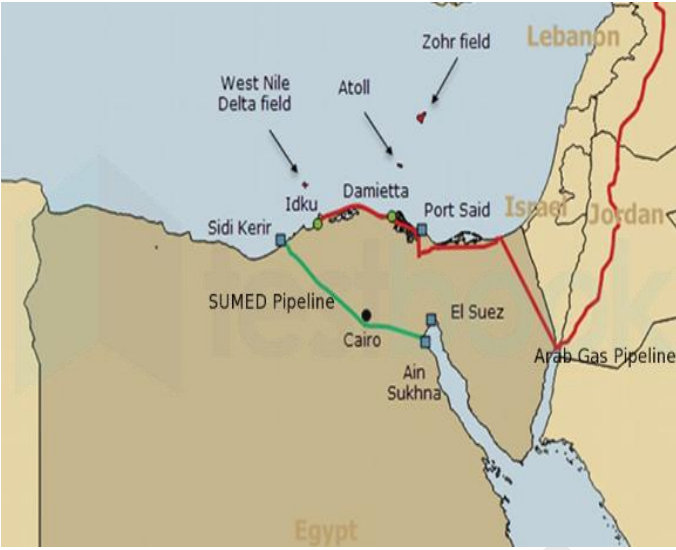 Lebanon
Zohr field
West Nile
Delta field
Atoll
Damietta
Idku
Port Said
Israel
Jordan
Sidi Kerir
SUMED Pipeline
El Suez
Cairo
Arab Gas Pipeline
Ain
Sukhna
testbook
Egypt